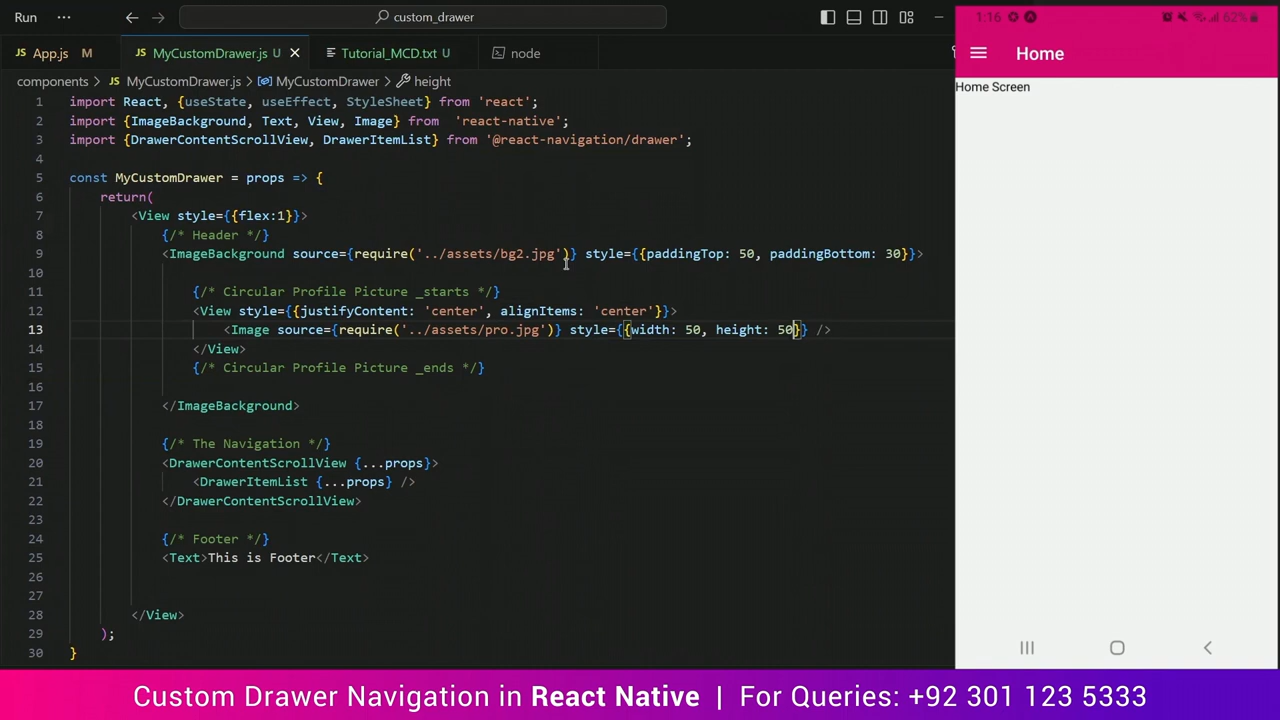 Run ··· custom_drawer
App.js M MyCustomDrawer.js U Tutorial_MCD.txt U node
components > JS MyCustomDrawer.js > MyCustomDrawer > height
1 import React, {useState, useEffect, StyleSheet} from 'react';
2 import {ImageBackground, Text, View, Image} from 'react-native';
3 import {DrawerContentScrollView, DrawerItemList} from '@react-navigation/drawer';
4
5 const MyCustomDrawer = props => {
6 return(
7 <View style={{flex:1}}>
8 {/* Header */}
9 <ImageBackground source={require('../assets/bg2.jpg')} style={{paddingTop: 50, paddingBottom: 30}}>
10
11 {/* Circular Profile Picture _starts */}
12 <View style={{justifyContent: 'center', alignItems: 'center'}}>
13 <Image source={require('../assets/pro.jpg')} style={{width: 50, height: 50}} />
14 </View>
15 {/* Circular Profile Picture _ends */}
16
17 </ImageBackground>
18
19 {/* The Navigation */}
20 <DrawerContentScrollView {...props}>
21 <DrawerItemList {...props} />
22 </DrawerContentScrollView>
23
24 {/* Footer */}
25 <Text>This is Footer</Text>
26
27
28 </View>
29 );
30 }
1:16 62%
Home
Home Screen
Custom Drawer Navigation in React Native | For Queries: +92 301 123 5333